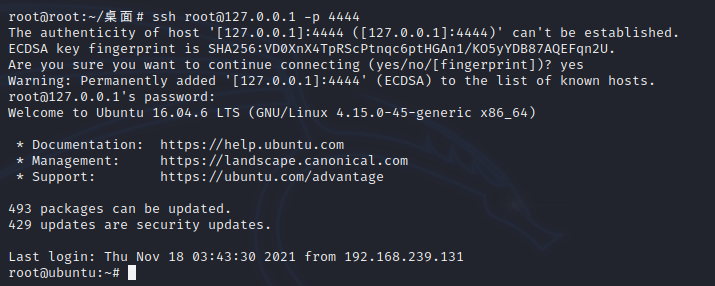 root@root:~/桌面# ssh root@127.0.0.1 -p 4444
The authenticity of host '[127.0.0.1]:4444 ([127.0.0.1]:4444)' can't be established.
ECDSA key fingerprint is SHA256:VD0XnX4TpRScPtnqc6ptHGAn1/KO5yYDB87AQEFqn2U.
Are you sure you want to continue connecting (yes/no/[fingerprint])? yes
Warning: Permanently added '[127.0.0.1]:4444' (ECDSA) to the list of known hosts.
root@127.0.0.1's password:
Welcome to Ubuntu 16.04.6 LTS (GNU/Linux 4.15.0-45-generic x86_64)
* Documentation:  https://help.ubuntu.com
* Management:     https://landscape.canonical.com
* Support:        https://ubuntu.com/advantage
493 packages can be updated.
429 updates are security updates.
Last login: Thu Nov 18 03:43:30 2021 from 192.168.239.131
root@ubuntu:~#